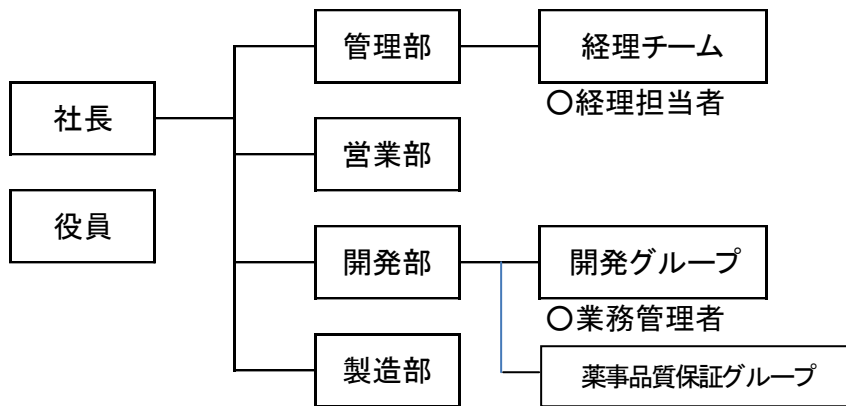 管理部
経理チーム
社長
〇経理担当者
営業部
役員
開発部
開発グループ
〇業務管理者
製造部
薬事品質保証グループ